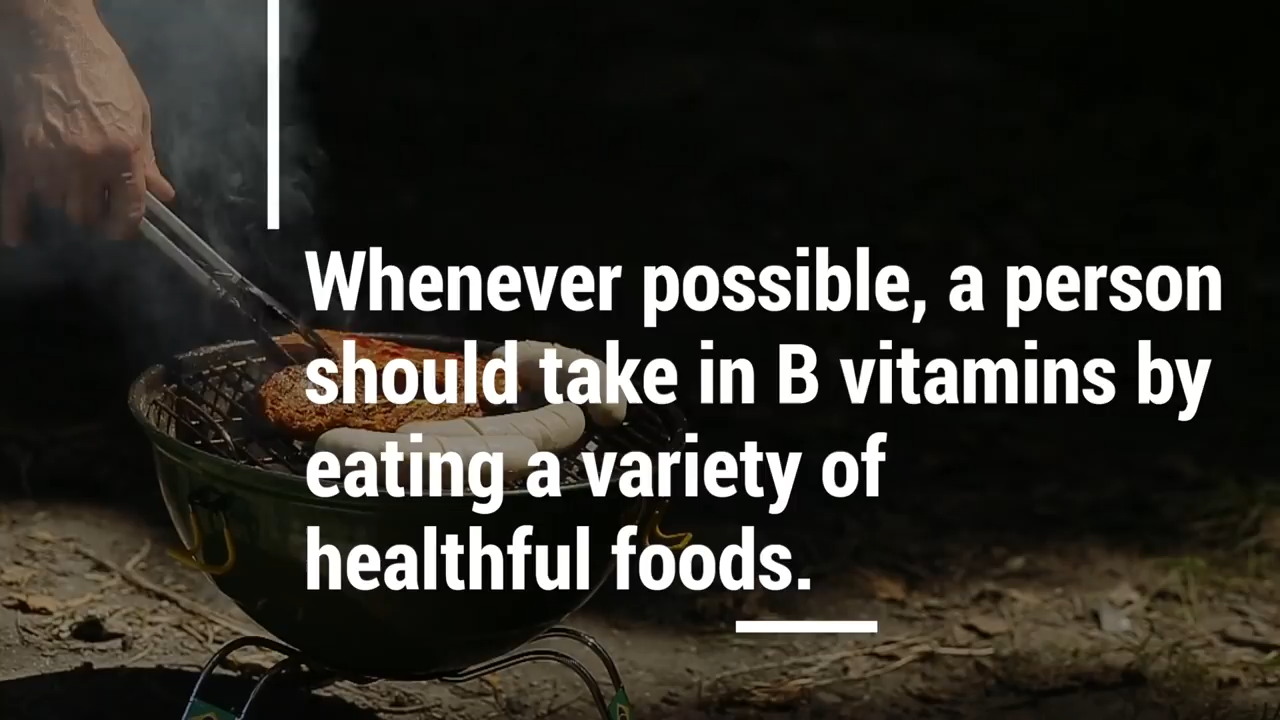 Whenever possible, a person
should take in B vitamins by
eating a variety of
healthful foods.